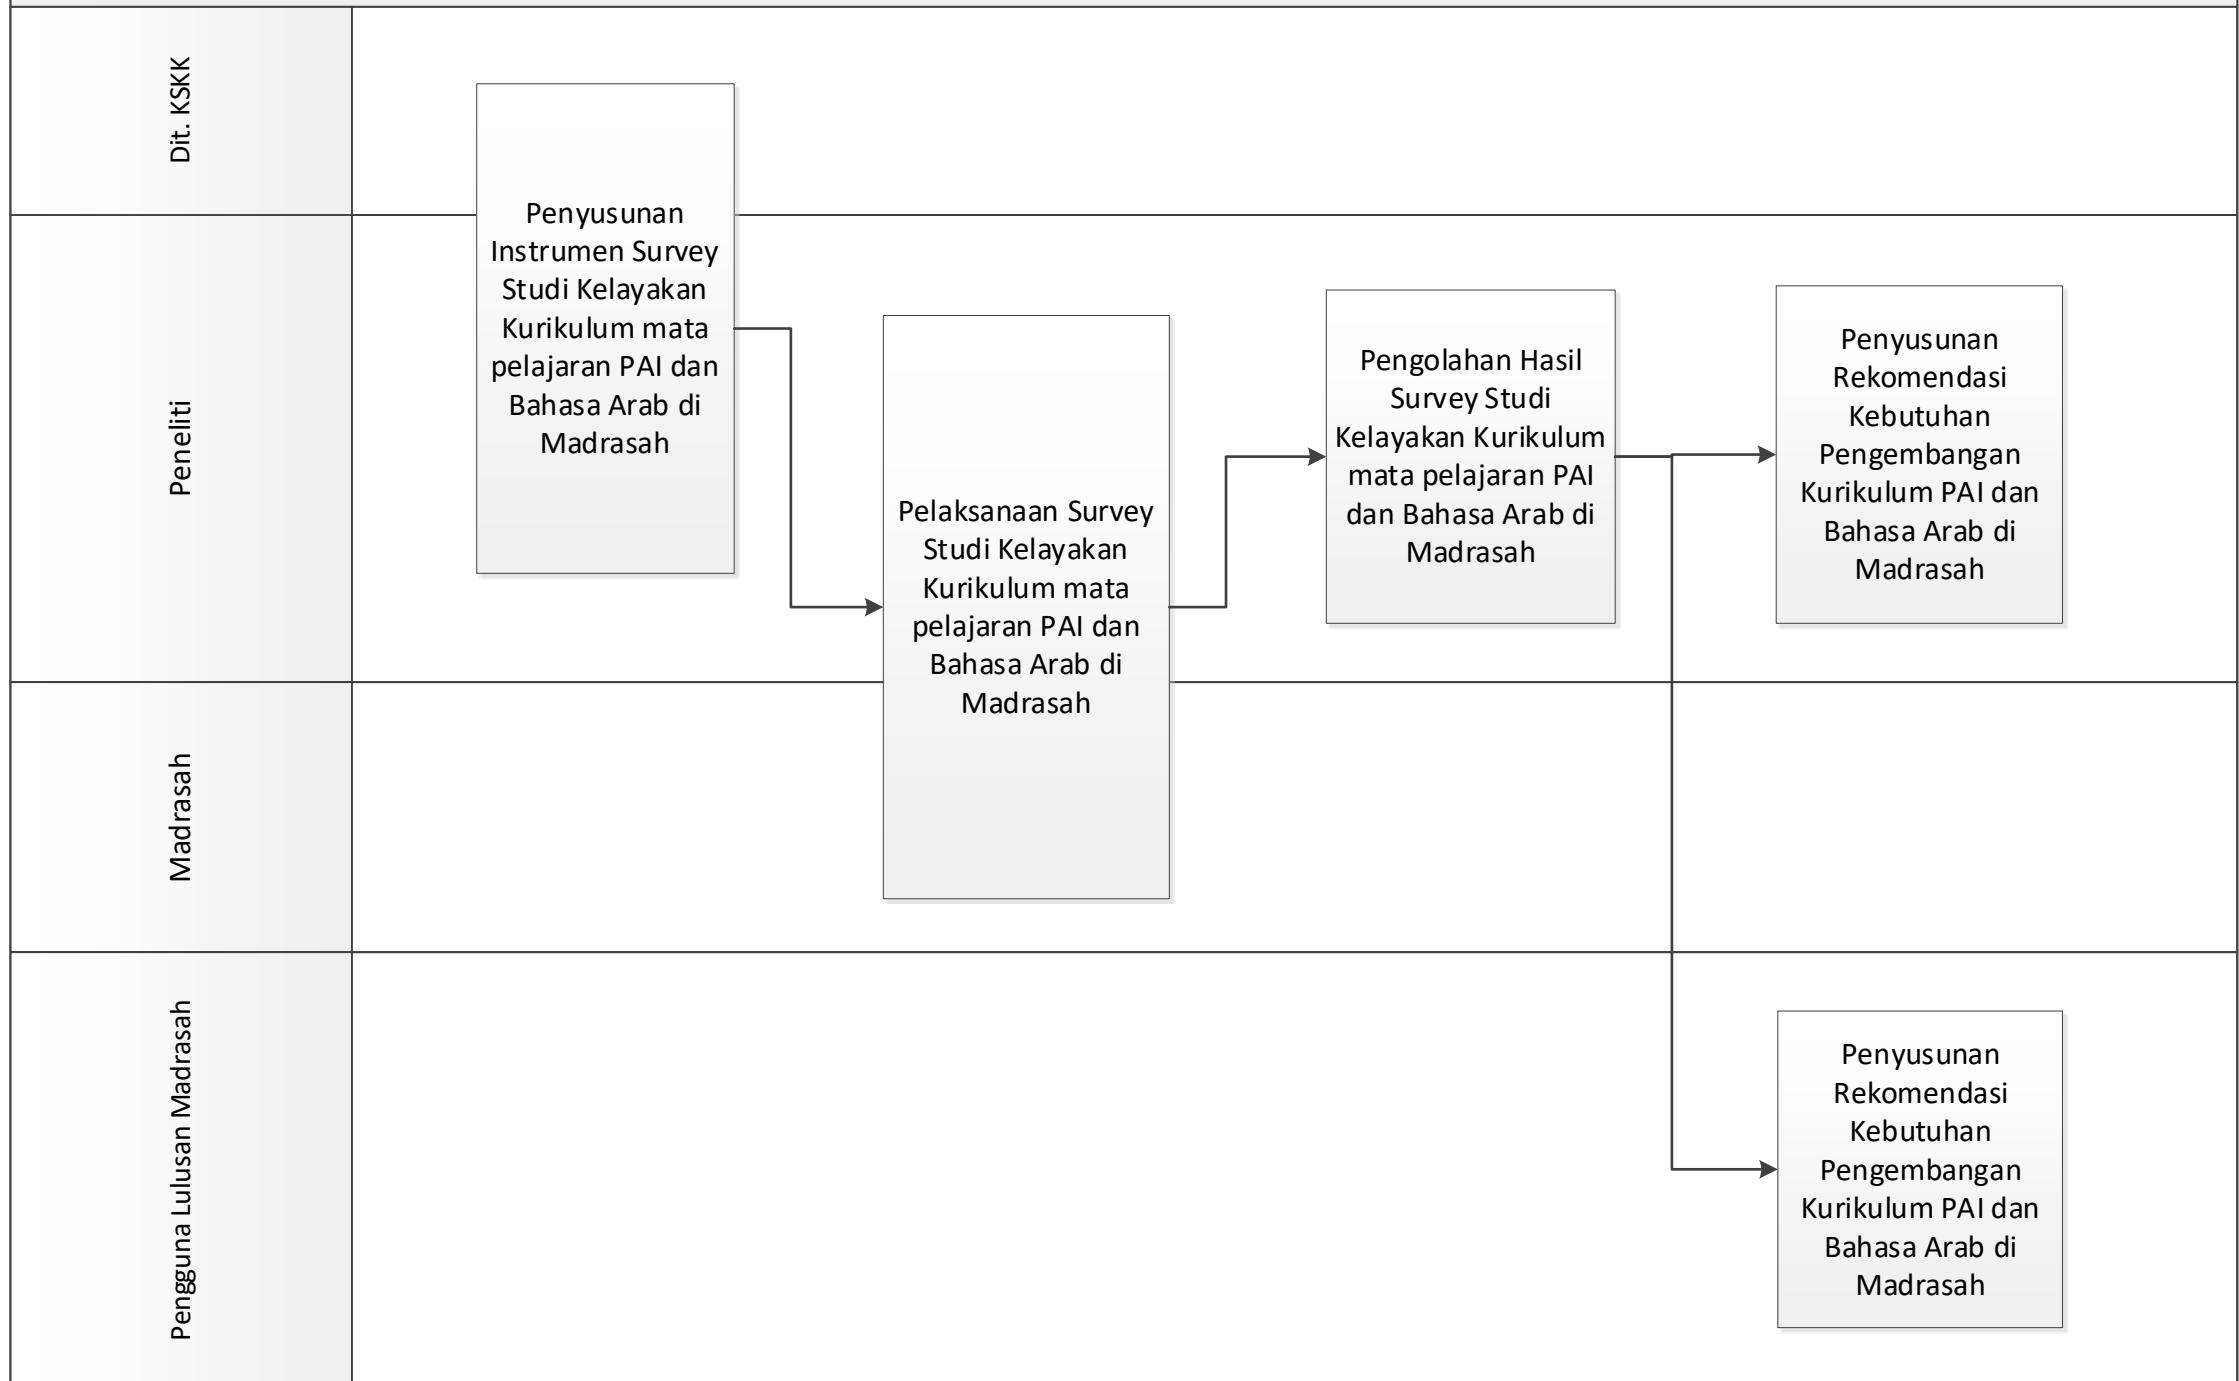 Dit. KSKK
Penyusunan
Instrumen Survey
Studi Kelayakan
Kurikulum mata
pelajaran PAI dan
Bahasa Arab di
Madrasah
Peneliti
Pelaksanaan Survey
Studi Kelayakan
Kurikulum mata
pelajaran PAI dan
Bahasa Arab di
Madrasah
Pengolahan Hasil
Survey Studi
Kelayakan Kurikulum
mata pelajaran PAI
dan Bahasa Arab di
Madrasah
Penyusunan
Rekomendasi
Kebutuhan
Pengembangan
Kurikulum PAI dan
Bahasa Arab di
Madrasah
Madrasah
Pengguna Lulusan Madrasah
Penyusunan
Rekomendasi
Kebutuhan
Pengembangan
Kurikulum PAI dan
Bahasa Arab di
Madrasah